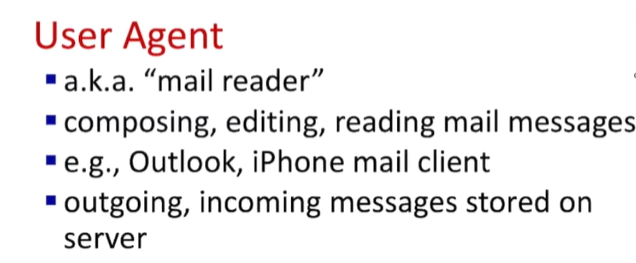 User Agent
▪ a.k.a. “mail reader”
▪ composing, editing, reading mail messages
▪ e.g., Outlook, iPhone mail client
▪ outgoing, incoming messages stored on
server